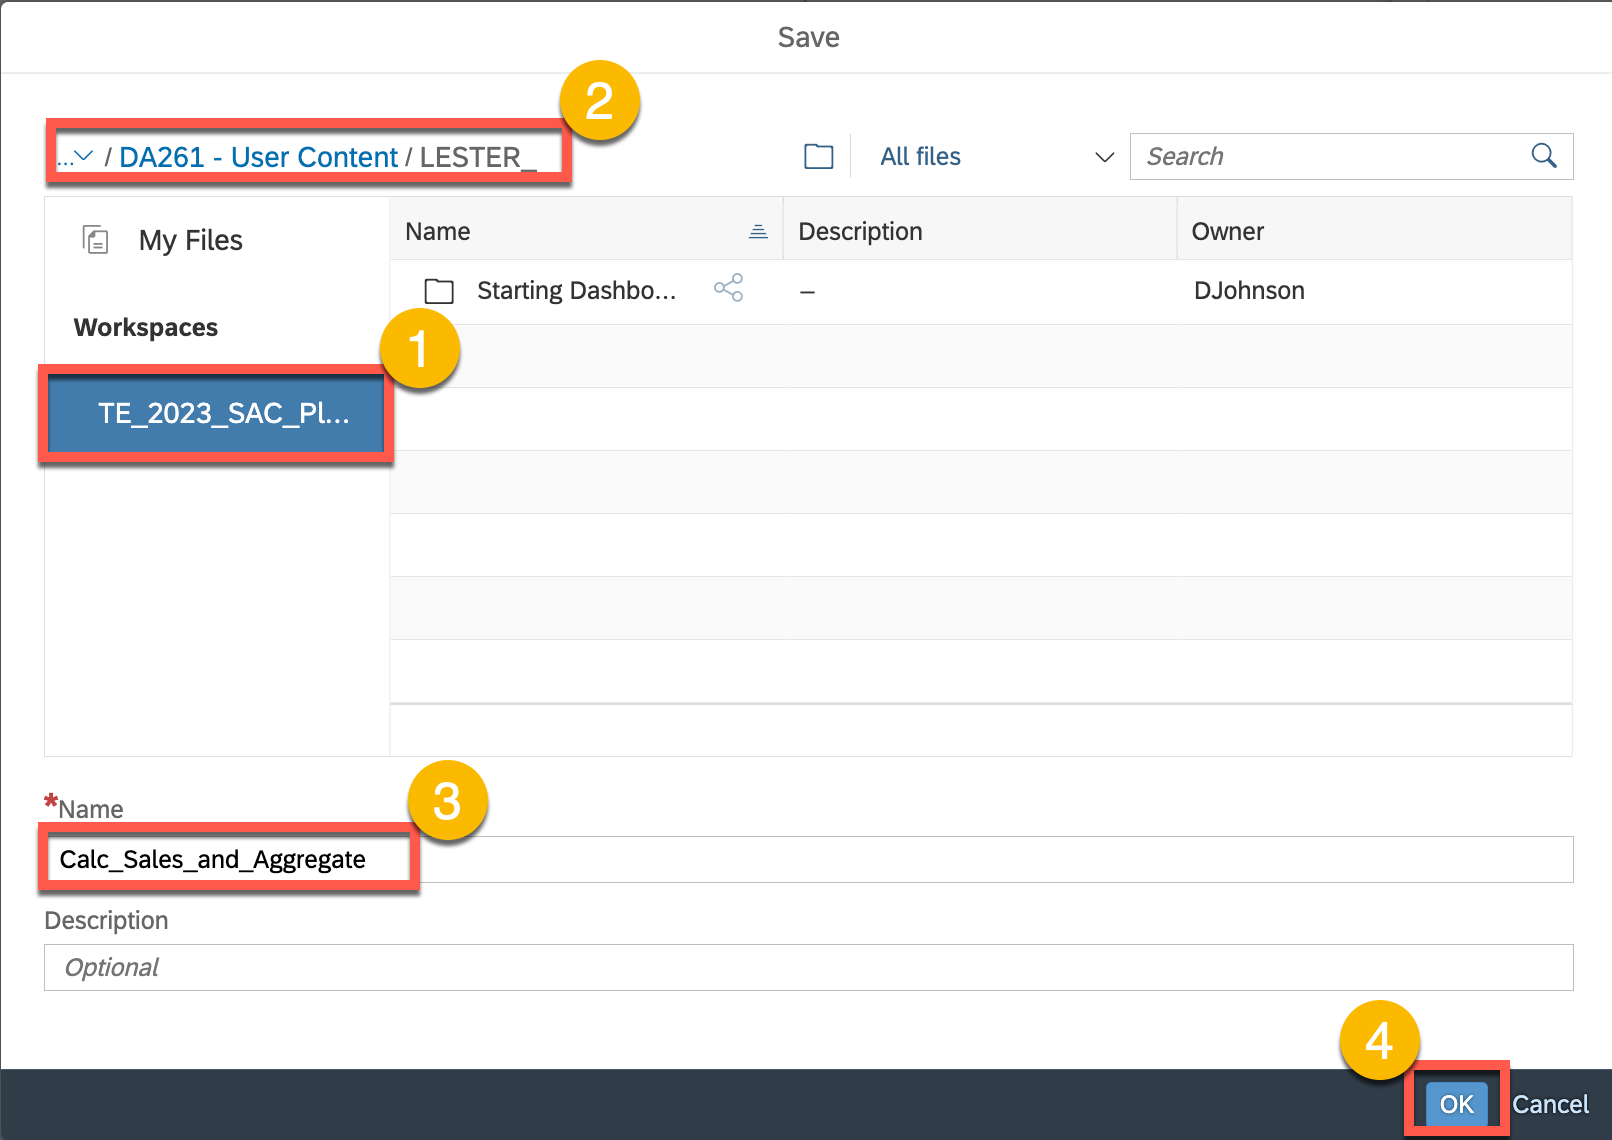 Save
2
... / DA261 - User Content / LESTER_
All files
Search
My Files
Name
Description
Owner
Starting Dashbo...
–
DJohnson
Workspaces
1
TE_2023_SAC_Pl...
3
*Name
Calc_Sales_and_Aggregate
Description
Optional
4
OK
Cancel